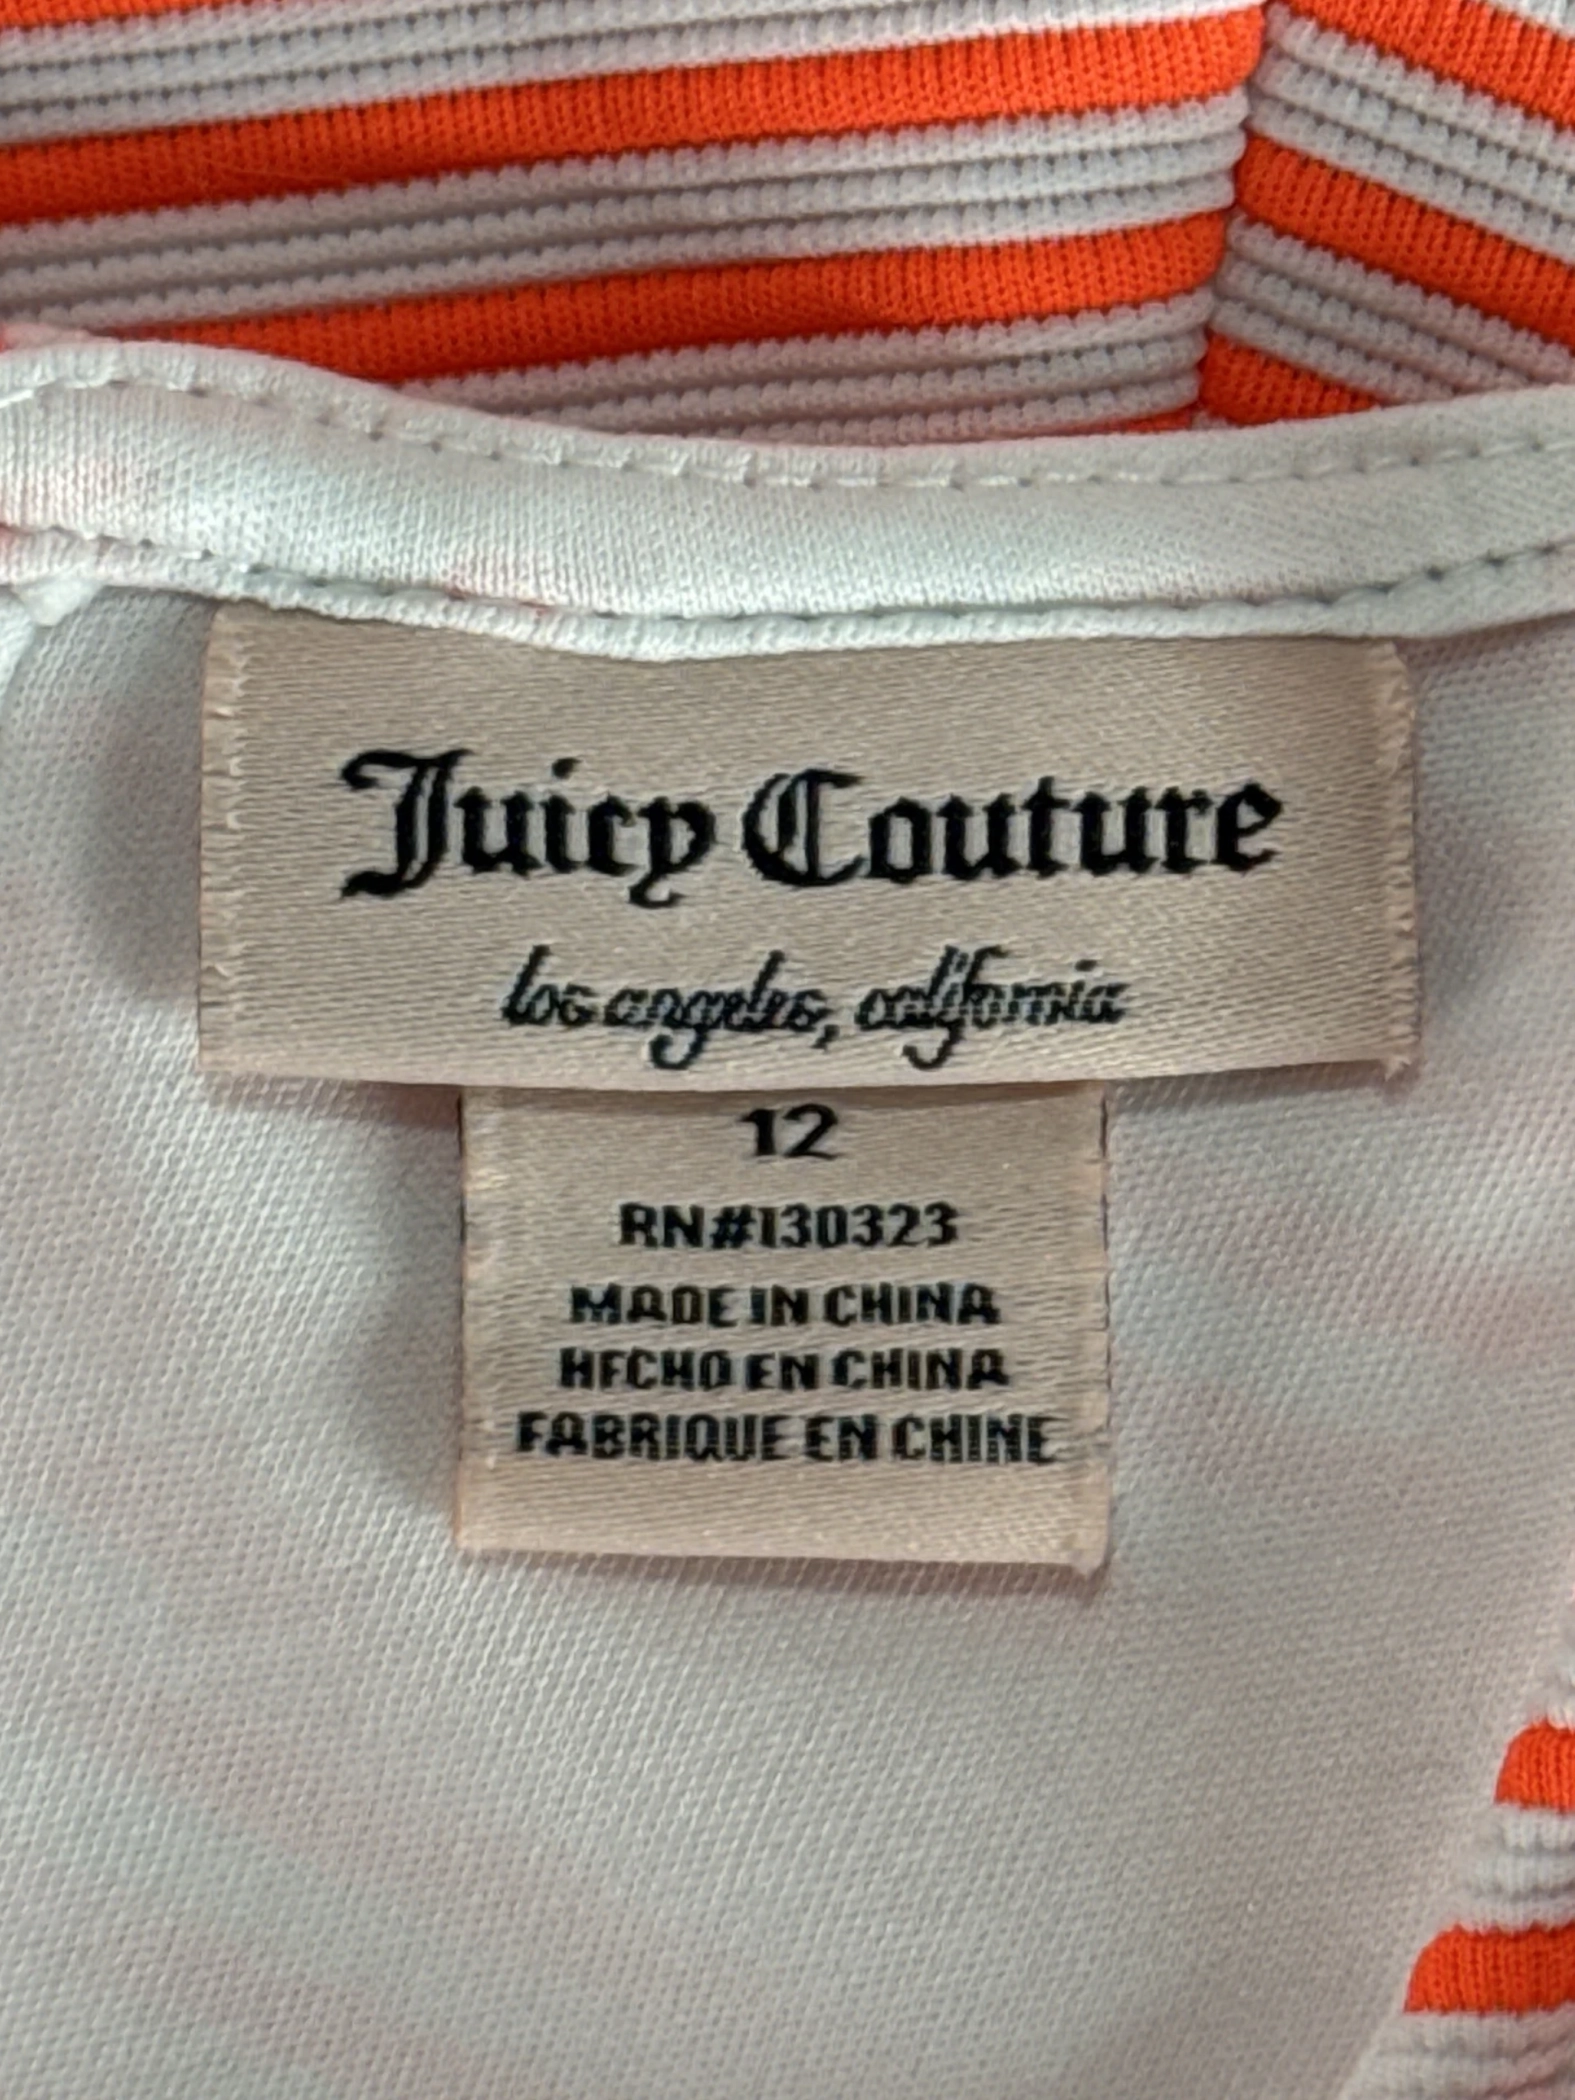 Juicy Couture
los angeles, california
12
RN#130323
MADE IN CHINA
HECHO EN CHINA
FABRIQUE EN CHINE